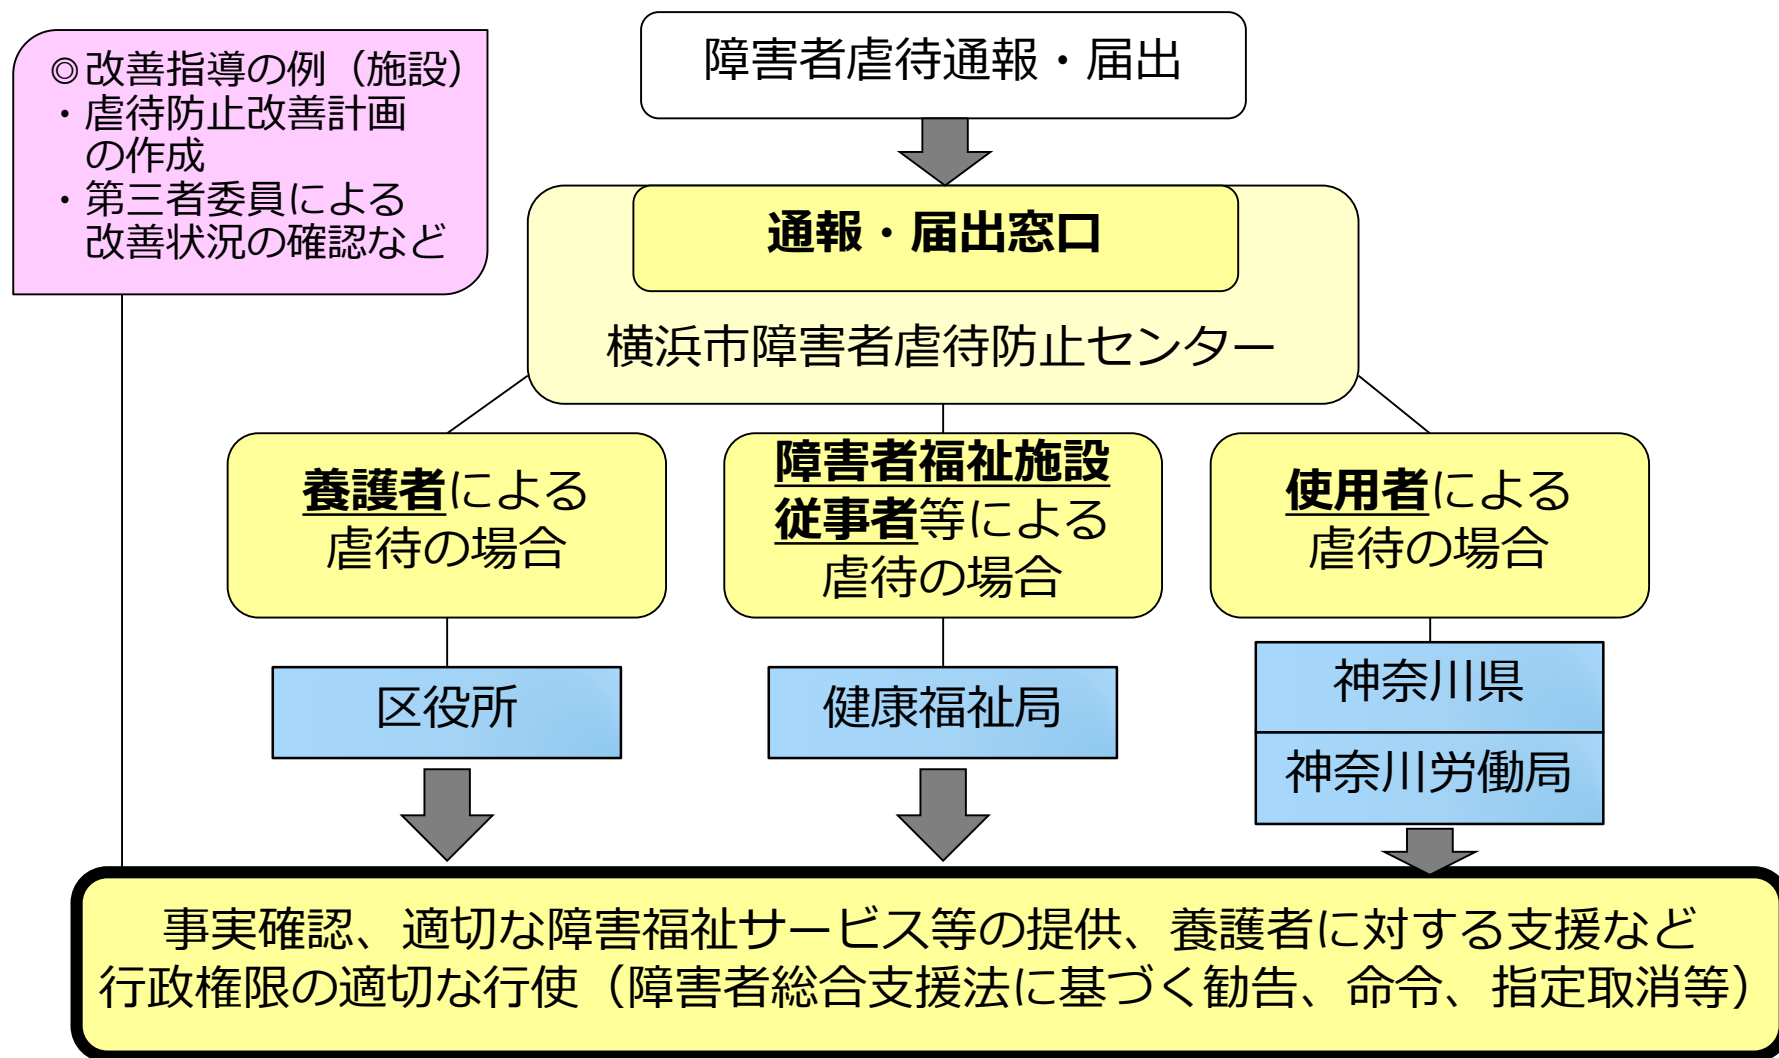 ◎改善指導の例（施設）
・虐待防止改善計画
の作成
・第三者委員による
改善状況の確認など
障害者虐待通報・届出
通報・届出窓口
横浜市障害者虐待防止センター
養護者による
虐待の場合
障害者福祉施設
従事者等による
虐待の場合
使用者による
虐待の場合
区役所
健康福祉局
神奈川県
神奈川労働局
事実確認、適切な障害福祉サービス等の提供、養護者に対する支援など
行政権限の適切な行使（障害者総合支援法に基づく勧告、命令、指定取消等）